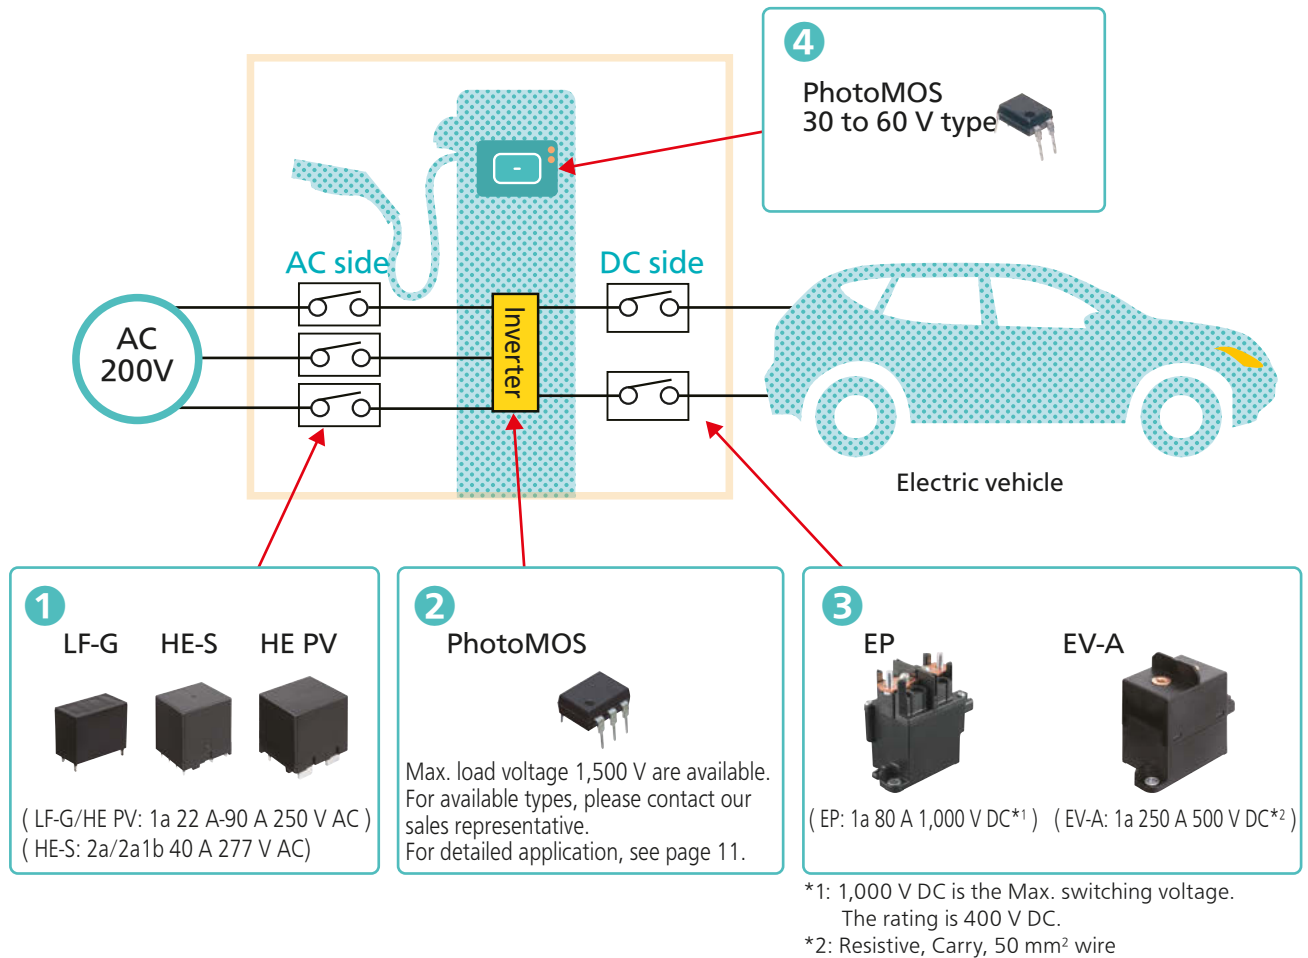 4
PhotoMOS
30 to 60 V type
AC side
DC side
AC
200V
Inverter
Electric vehicle
1
LF-G HE-S HE PV
( LF-G/HE PV: 1a 22 A-90 A 250 V AC )
( HE-S: 2a/2a1b 40 A 277 V AC)
2
PhotoMOS
Max. load voltage 1,500 V are available.
For available types, please contact our
sales representative.
For detailed application, see page 11.
3
EP EV-A
( EP: 1a 80 A 1,000 V DC*1 ) ( EV-A: 1a 250 A 500 V DC*2 )
*1: 1,000 V DC is the Max. switching voltage.
The rating is 400 V DC.
*2: Resistive, Carry, 50 mm² wire